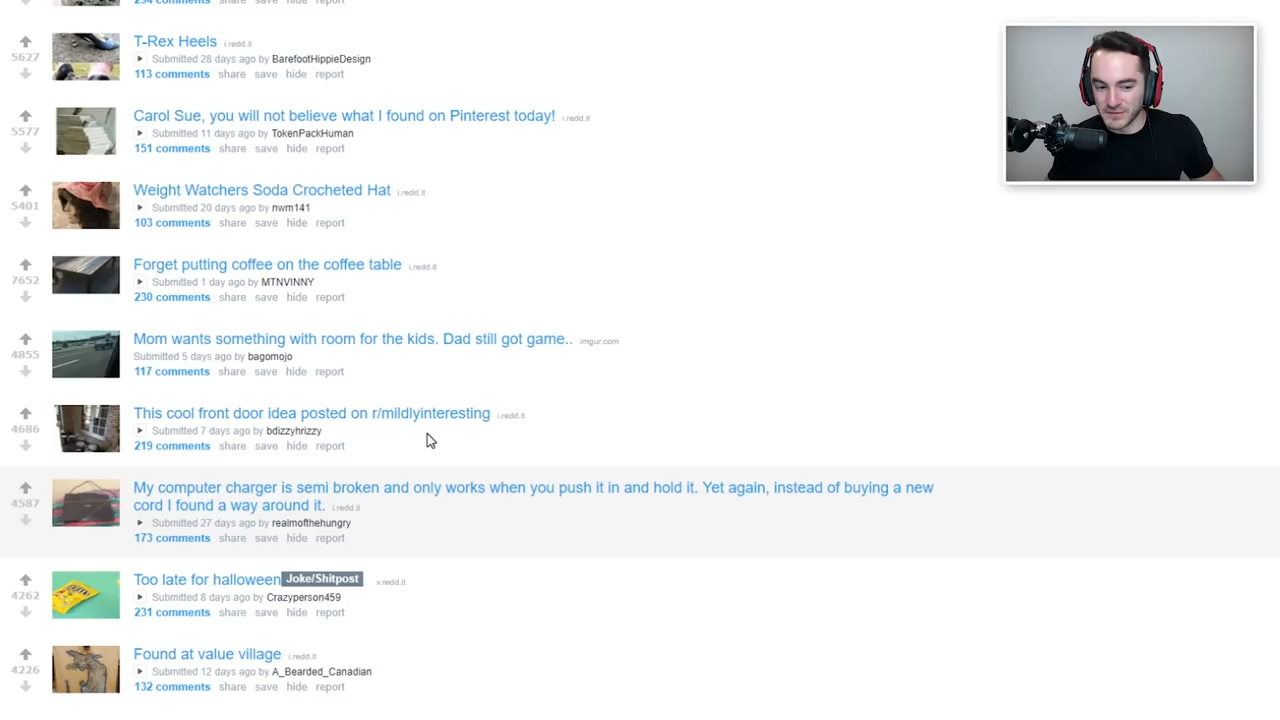 254 comments share save hide report
T-Rex Heels i.redd.it
5627
Submitted 28 days ago by BarefootHippieDesign
113 comments share save hide report
Carol Sue, you will not believe what I found on Pinterest today! i.redd.it
5577
Submitted 11 days ago by TokenPackHuman
151 comments share save hide report
Weight Watchers Soda Crocheted Hat i.redd.it
5401
Submitted 20 days ago by nwm141
103 comments share save hide report
Forget putting coffee on the coffee table i.redd.it
7652
Submitted 1 day ago by MTNVINNY
230 comments share save hide report
Mom wants something with room for the kids. Dad still got game.. imgur.com
4855
Submitted 5 days ago by bagomojo
117 comments share save hide report
This cool front door idea posted on r/mildlyinteresting i.redd.it
4686
Submitted 7 days ago by bdizzyhrizzy
219 comments share save hide report
My computer charger is semi broken and only works when you push it in and hold it. Yet again, instead of buying a new
4587
cord I found a way around it. i.redd.it
Submitted 27 days ago by realmofthehungry
173 comments share save hide report
Too late for halloween Joke/Shitpost v.redd.it
4262
Submitted 8 days ago by Crazyperson459
231 comments share save hide report
Found at value village i.redd.it
4226
Submitted 12 days ago by A_Bearded_Canadian
132 comments share save hide report